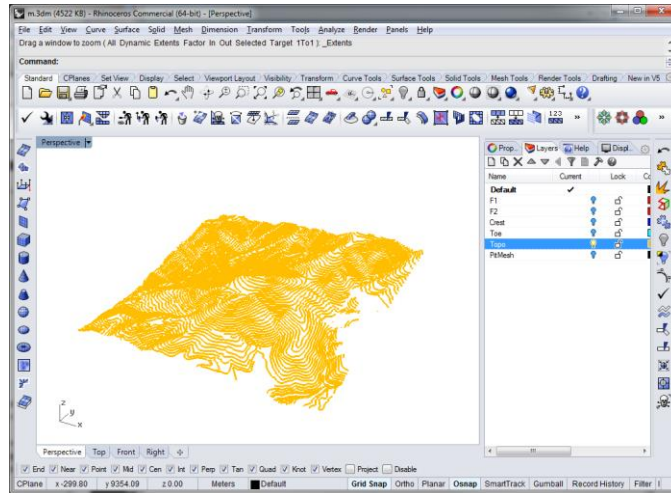 m.3dm (4522 KB) - Rhinoceros Commercial (64-bit) - [Perspective]
File Edit View Curve Surface Solid Mesh Dimension Transform Tools Analyze Render Panels Help
Drag a window to zoom ( All Dynamic Extents Factor In Out Selected Target 1To1 ): _Extents
Command:
Standard CPlanes Set View Display Select Viewport Layout Visibility Transform Curve Tools Surface Tools Solid Tools Mesh Tools Render Tools Drafting New in V5
123
Perspective
Prop.. Layers Help Displ..
Name Current Lock
Default
F1
F2
Crest
Toe
Topo
PitMesh
z
y
x
Perspective Top Front Right
End Near Point Mid Cen Int Perp Tan Quad Knot Vertex Project Disable
CPlane x -299.80 y 9354.09 z 0.00 Meters Default Grid Snap Ortho Planar Osnap SmartTrack Gumball Record History Filter